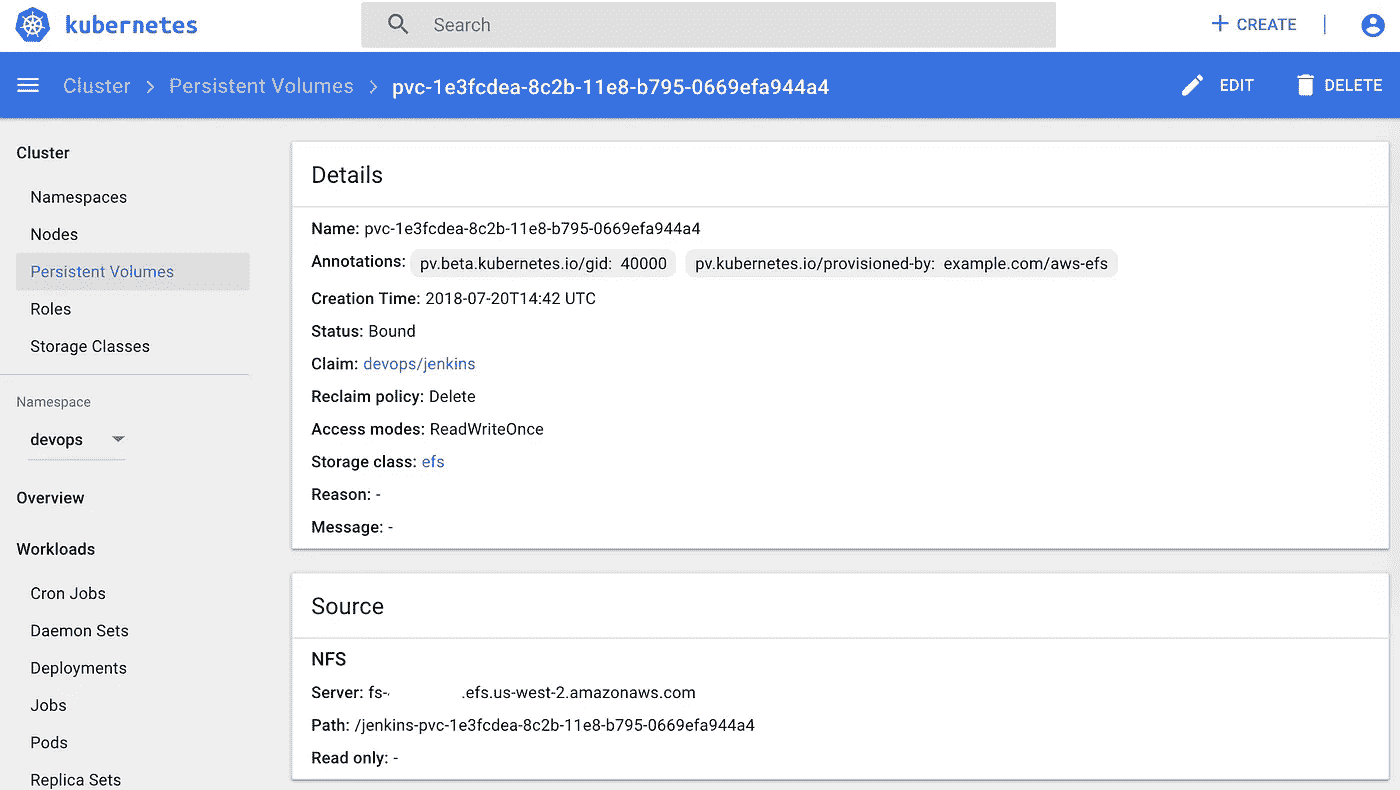 kubernetes
Search
CREATE
Cluster > Persistent Volumes > pvc-1e3fcdea-8c2b-11e8-b795-0669efa944a4
EDIT
DELETE
Cluster
Namespaces
Nodes
Persistent Volumes
Roles
Storage Classes
Namespace
devops
Overview
Workloads
Cron Jobs
Daemon Sets
Deployments
Jobs
Pods
Replica Sets
Details
Name: pvc-1e3fcdea-8c2b-11e8-b795-0669efa944a4
Annotations: pv.beta.kubernetes.io/gid: 40000 pv.kubernetes.io/provisioned-by: example.com/aws-efs
Creation Time: 2018-07-20T14:42 UTC
Status: Bound
Claim: devops/jenkins
Reclaim policy: Delete
Access modes: ReadWriteOnce
Storage class: efs
Reason: -
Message: -
Source
NFS
Server: fs- .efs.us-west-2.amazonaws.com
Path: /jenkins-pvc-1e3fcdea-8c2b-11e8-b795-0669efa944a4
Read only: -